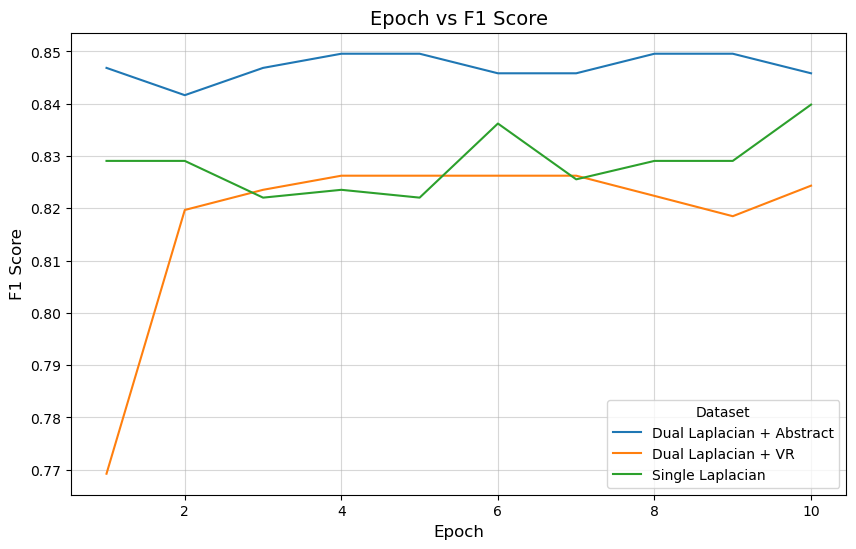 Epoch vs F1 Score
F1 Score
0.85
0.84
0.83
0.82
0.81
0.80
0.79
0.78
0.77
Dataset
Dual Laplacian + Abstract
Dual Laplacian + VR
Single Laplacian
2 4 6 8 10
Epoch